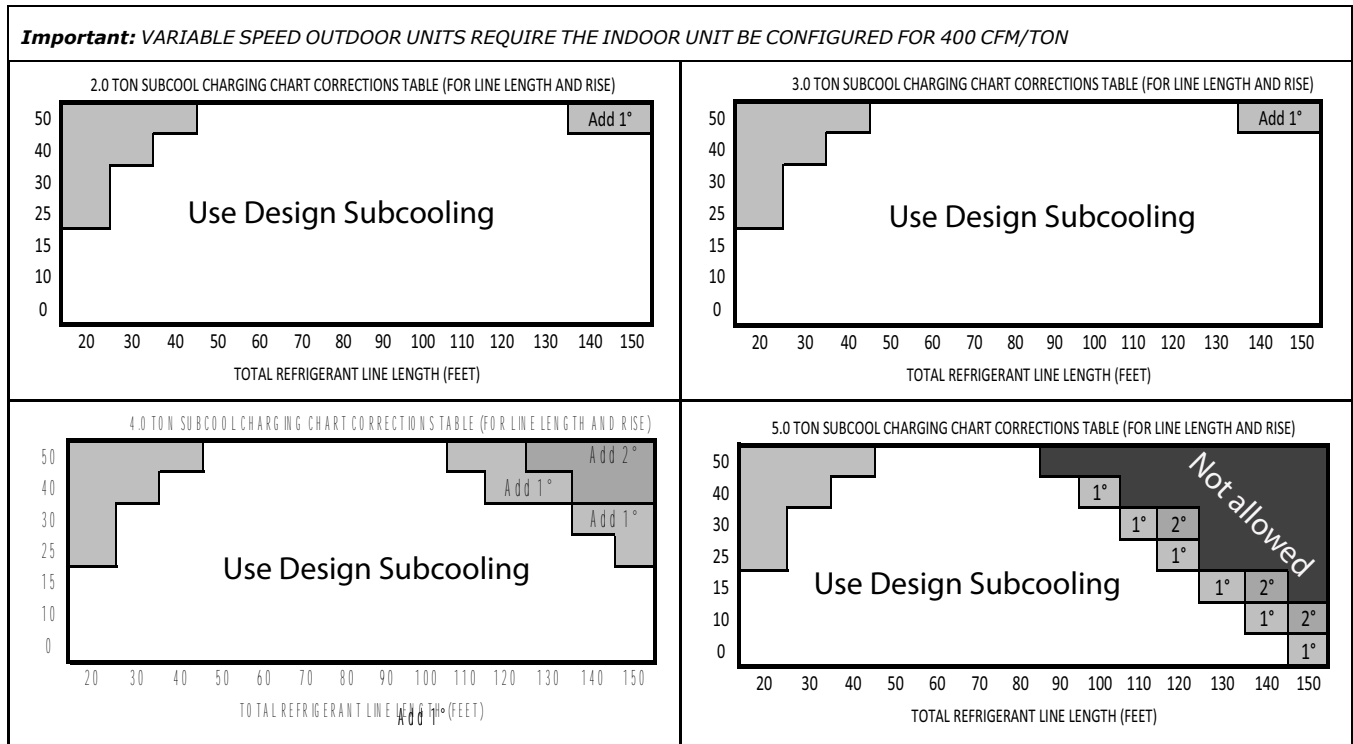 Important: VARIABLE SPEED OUTDOOR UNITS REQUIRE THE INDOOR UNIT BE CONFIGURED FOR 400 CFM/TON
2.0 TON SUBCOOL CHARGING CHART CORRECTIONS TABLE (FOR LINE LENGTH AND RISE)
50 Add 1°
40
30
25 Use Design Subcooling
15
10
0
20 30 40 50 60 70 80 90 100 110 120 130 140 150
TOTAL REFRIGERANT LINE LENGTH (FEET)
3.0 TON SUBCOOL CHARGING CHART CORRECTIONS TABLE (FOR LINE LENGTH AND RISE)
50 Add 1°
40
30
25 Use Design Subcooling
15
10
0
20 30 40 50 60 70 80 90 100 110 120 130 140 150
TOTAL REFRIGERANT LINE LENGTH (FEET)
4.0 TON SUBCOOL CHARGING CHART CORRECTIONS TABLE (FOR LINE LENGTH AND RISE)
50 Add 2°
40 Add 1°
30 Add 1°
25 Use Design Subcooling
15
10
0
20 30 40 50 60 70 80 90 100 110 120 130 140 150
TOTAL REFRIGERANT LINE LENGTH (FEET)
Add 1°
5.0 TON SUBCOOL CHARGING CHART CORRECTIONS TABLE (FOR LINE LENGTH AND RISE)
50 Not allowed
40 1°
30 1° 2°
25 1°
15 Use Design Subcooling 1° 2°
10 1° 2°
0 1°
20 30 40 50 60 70 80 90 100 110 120 130 140 150
TOTAL REFRIGERANT LINE LENGTH (FEET)